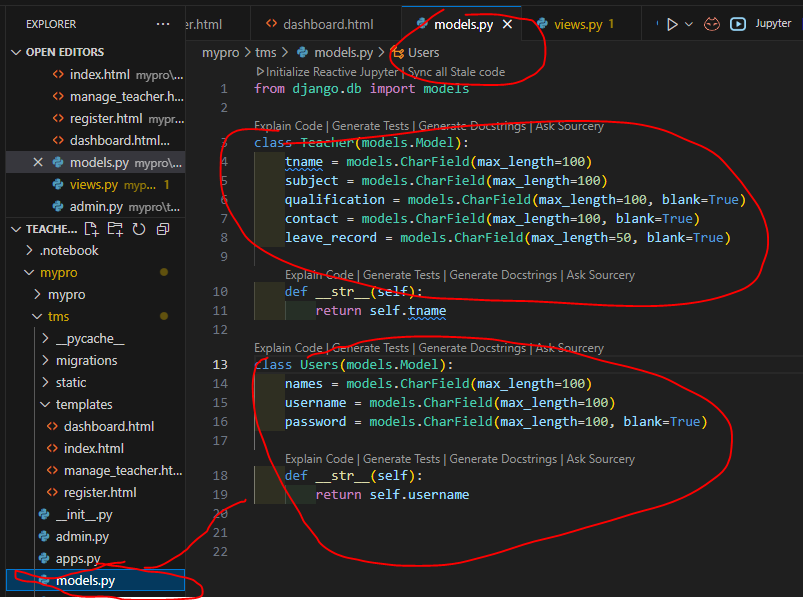 EXPLORER
···
er.html
dashboard.html
models.py
views.py 1
Jupyter
OPEN EDITORS
index.html mypro\...
manage_teacher.h...
register.html mypr...
dashboard.html...
models.py mypro\...
views.py myp... 1
admin.py mypro\t...
TEACHE...
.notebook
mypro
mypro
tms
__pycache__
migrations
static
templates
dashboard.html
index.html
manage_teacher.ht...
register.html
__init__.py
admin.py
apps.py
models.py
mypro > tms > models.py > Users
Initialize Reactive Jupyter | Sync all Stale code
1 from django.db import models
2
Explain Code | Generate Tests | Generate Docstrings | Ask Sourcery
3 class Teacher(models.Model):
4 tname = models.CharField(max_length=100)
5 subject = models.CharField(max_length=100)
6 qualification = models.CharField(max_length=100, blank=True)
7 contact = models.CharField(max_length=100, blank=True)
8 leave_record = models.CharField(max_length=50, blank=True)
9
Explain Code | Generate Tests | Generate Docstrings | Ask Sourcery
10 def __str__(self):
11 return self.tname
12
Explain Code | Generate Tests | Generate Docstrings | Ask Sourcery
13 class Users(models.Model):
14 names = models.CharField(max_length=100)
15 username = models.CharField(max_length=100)
16 password = models.CharField(max_length=100, blank=True)
17
Explain Code | Generate Tests | Generate Docstrings | Ask Sourcery
18 def __str__(self):
19 return self.username
20
21
22